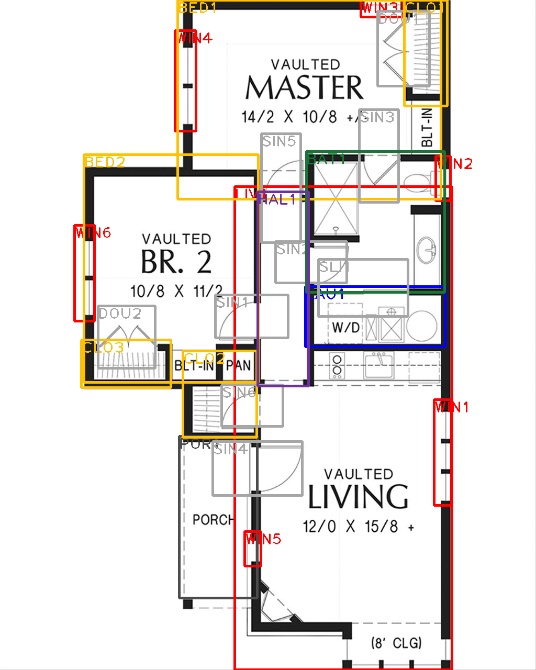 BED1
WIN3
CLO1
DOU1
WIN4
VAULTED
MASTER
14/2 X 10/8 +/-
SIN3
BLT-IN
SIN5
BED2
BAT1
WIN2
LIV1
HAL1
WIN6
VAULTED
BR. 2
10/8 X 11/2
SIN2
SLI1
LAU1
SIN1
DOU2
W/D
CLO3
CLO2
BLT-IN
PAN
SIN6
WIN1
POR1
SIN4
VAULTED
LIVING
12/0 X 15/8 +
PORCH
WIN5
(8' CLG)